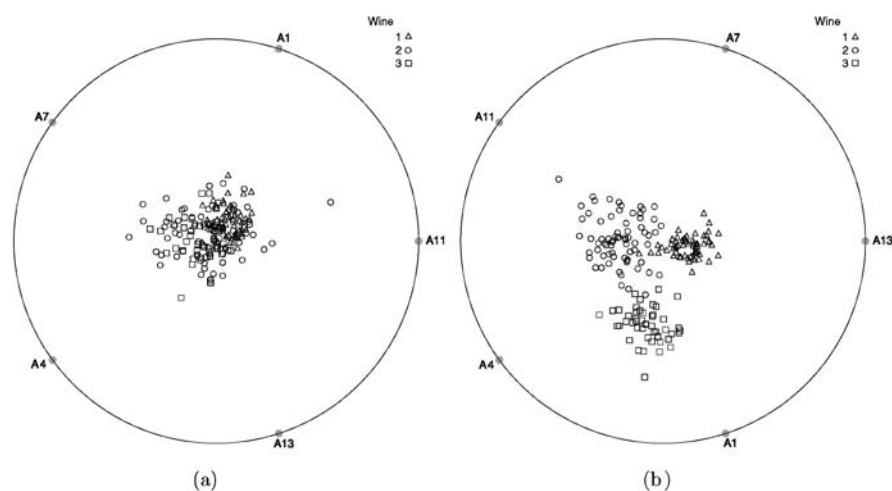 Wine
1 △
2 ○
3 □
A1
A7
A11
A4
A13
(a)
Wine
1 △
2 ○
3 □
A7
A11
A13
A4
A1
(b)